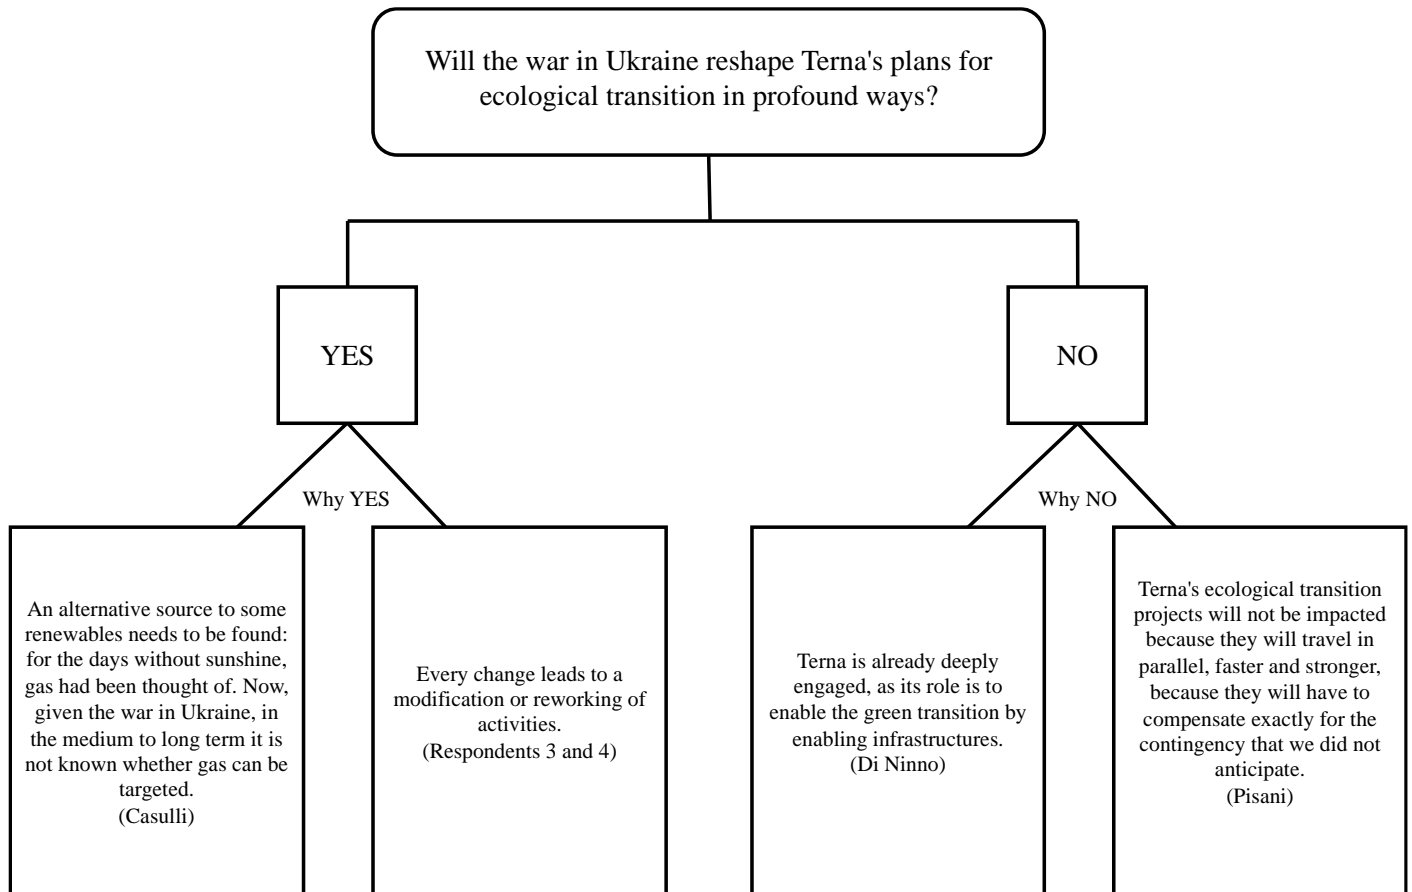 Will the war in Ukraine reshape Terna's plans for
ecological transition in profound ways?
YES
NO
Why YES
Why NO
An alternative source to some
renewables needs to be found:
for the days without sunshine,
gas had been thought of. Now,
given the war in Ukraine, in
the medium to long term it is
not known whether gas can be
targeted.
(Casulli)
Every change leads to a
modification or reworking of
activities.
(Respondents 3 and 4)
Terna is already deeply
engaged, as its role is to
enable the green transition by
enabling infrastructures.
(Di Ninno)
Terna's ecological transition
projects will not be impacted
because they will travel in
parallel, faster and stronger,
because they will have to
compensate exactly for the
contingency that we did not
anticipate.
(Pisani)